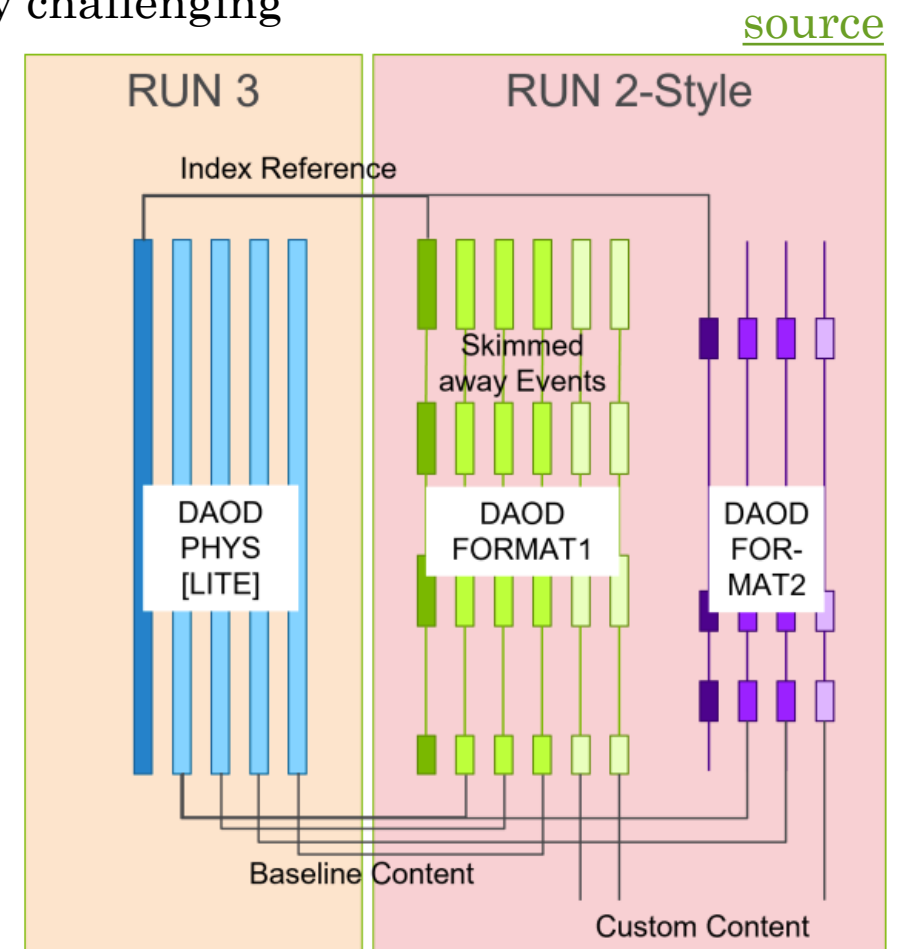 y challenging
source
RUN 3
RUN 2-Style
Index Reference
Skimmed
away Events
DAOD
PHYS
[LITE]
DAOD
FORMAT1
DAOD
FOR-
MAT2
Baseline Content
Custom Content